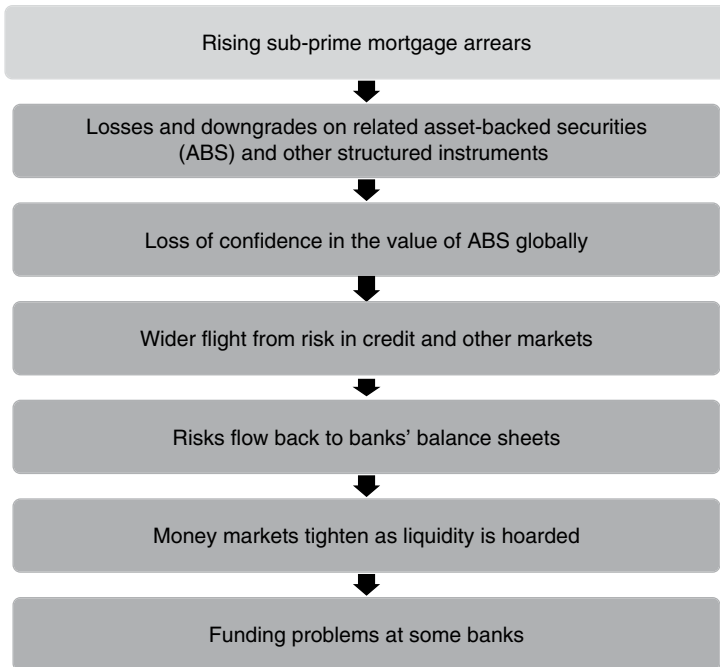 Rising sub-prime mortgage arrears
Losses and downgrades on related asset-backed securities
(ABS) and other structured instruments
Loss of confidence in the value of ABS globally
Wider flight from risk in credit and other markets
Risks flow back to banks’ balance sheets
Money markets tighten as liquidity is hoarded
Funding problems at some banks